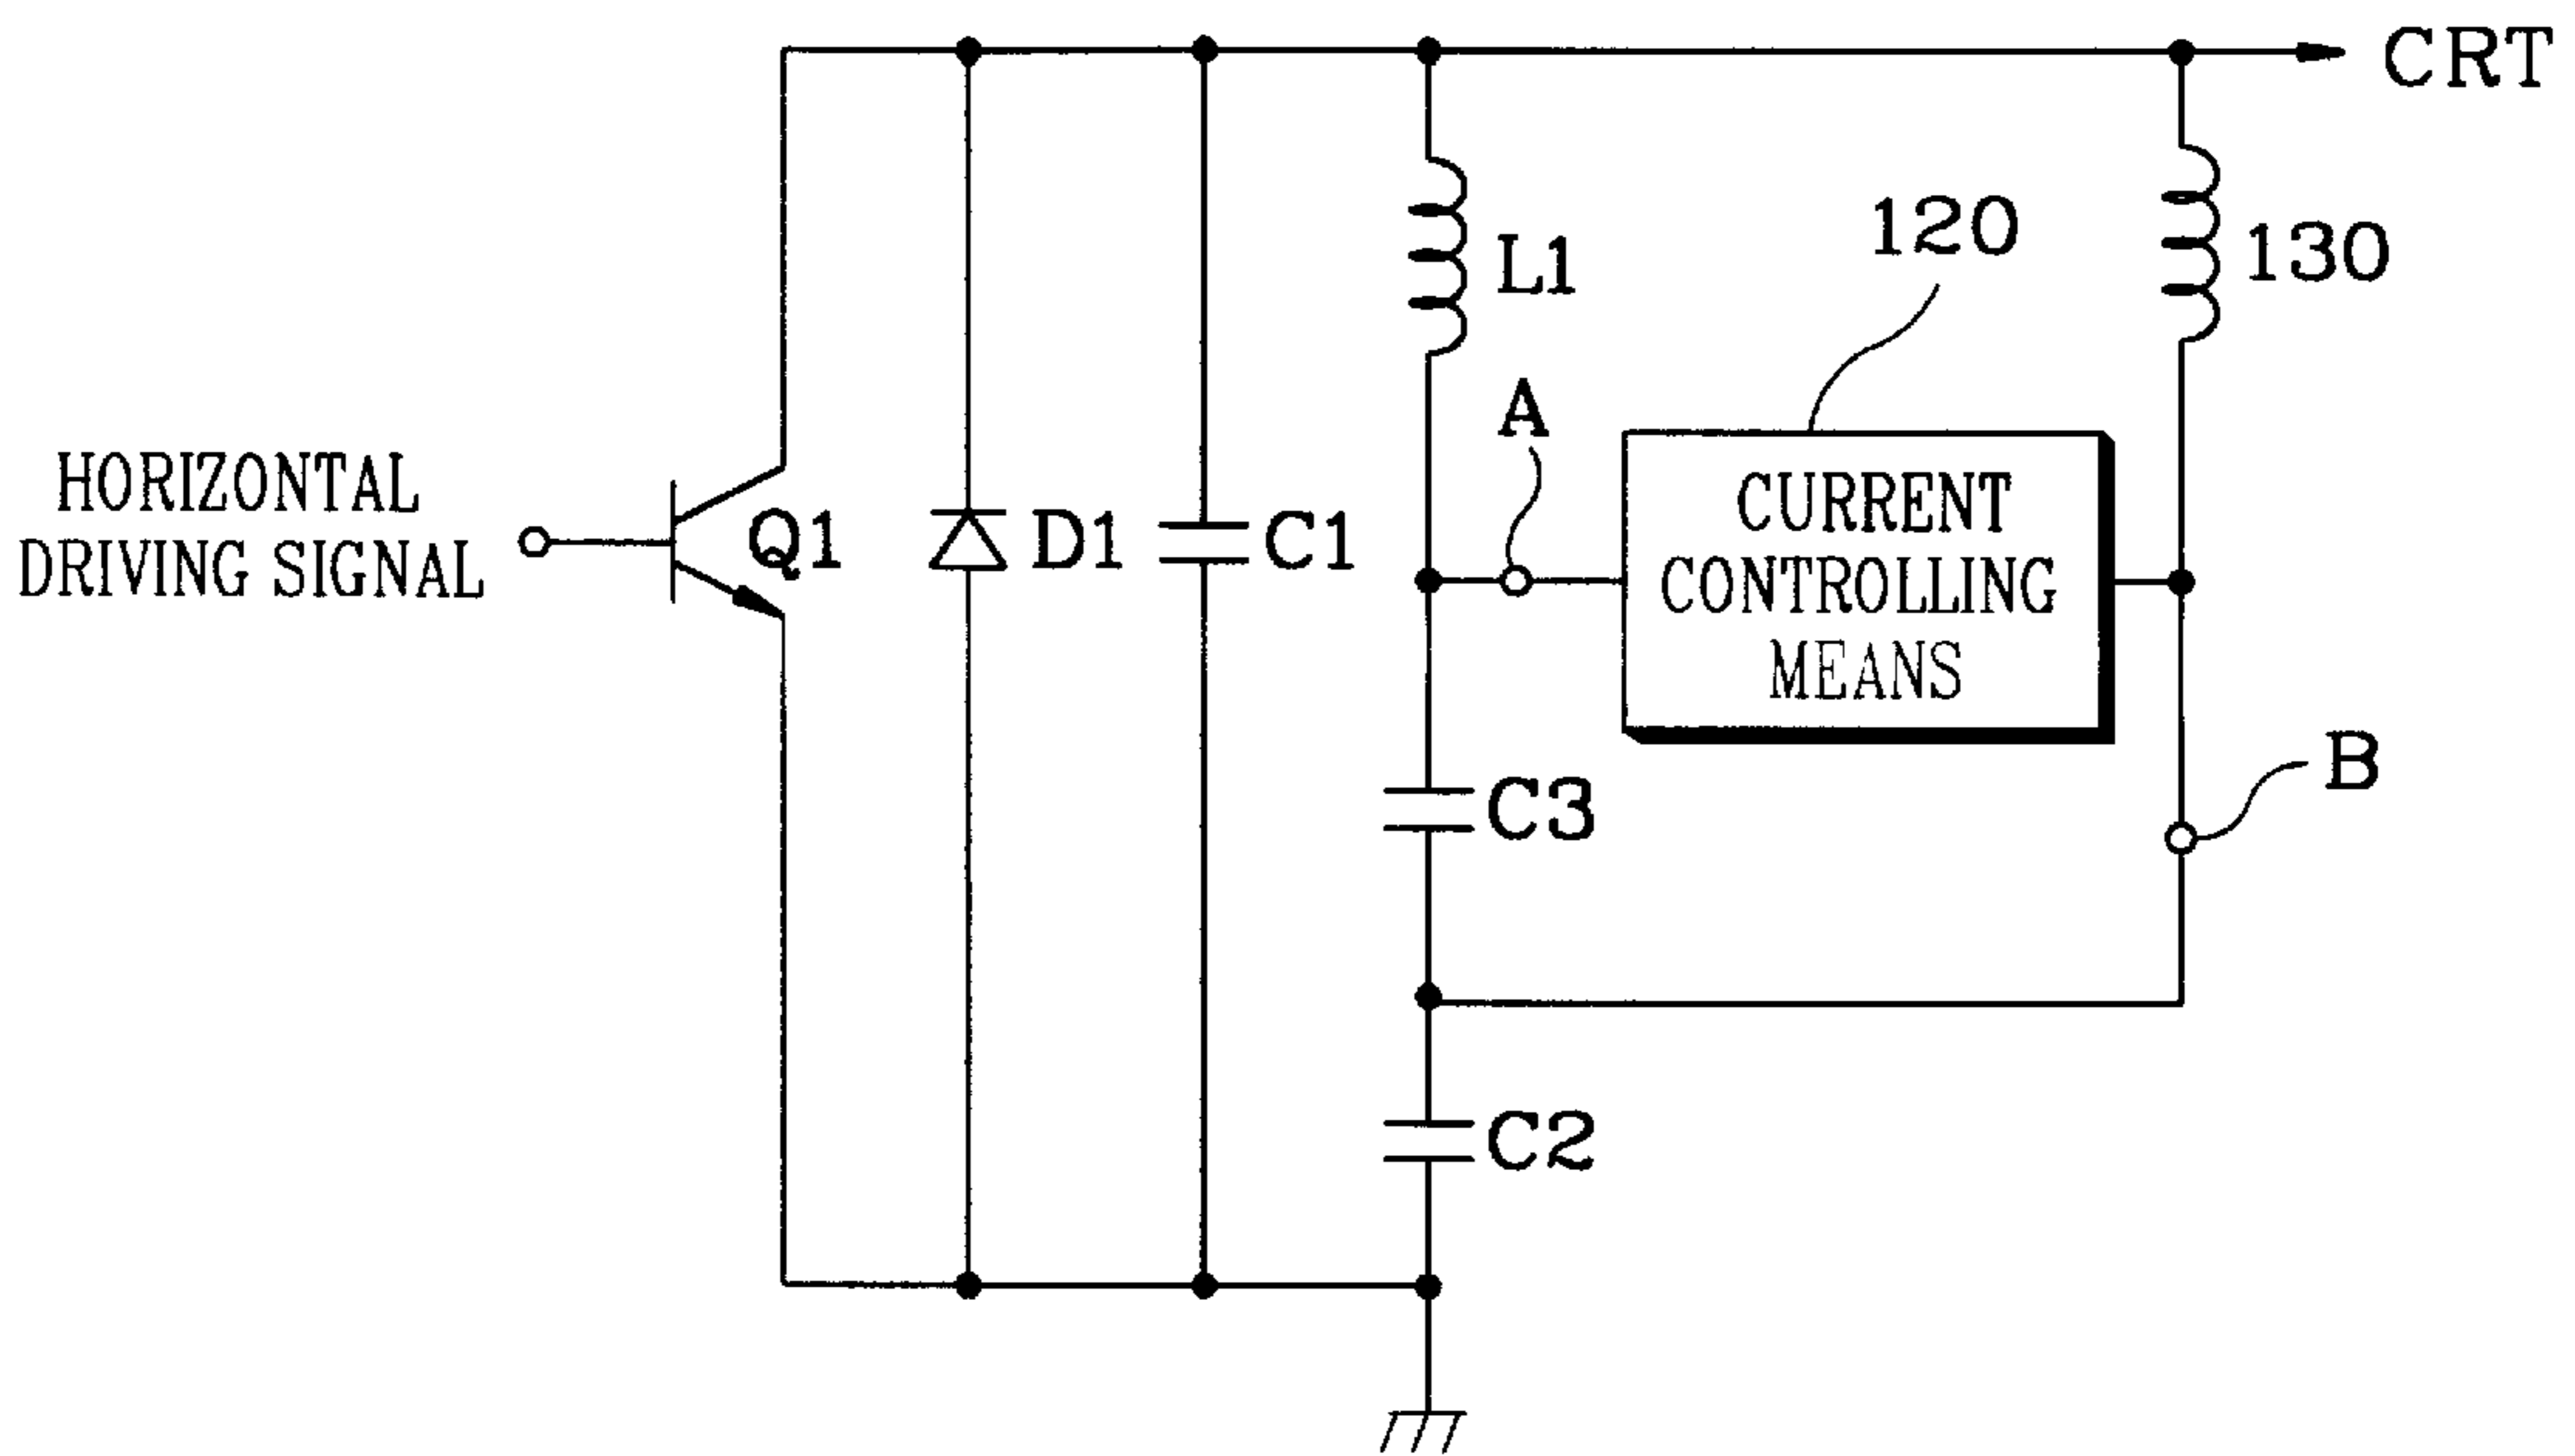 CRT
120
130
L1
A
HORIZONTAL
DRIVING SIGNAL
Q1
D1
C1
CURRENT
CONTROLLING
MEANS
B
C3
C2